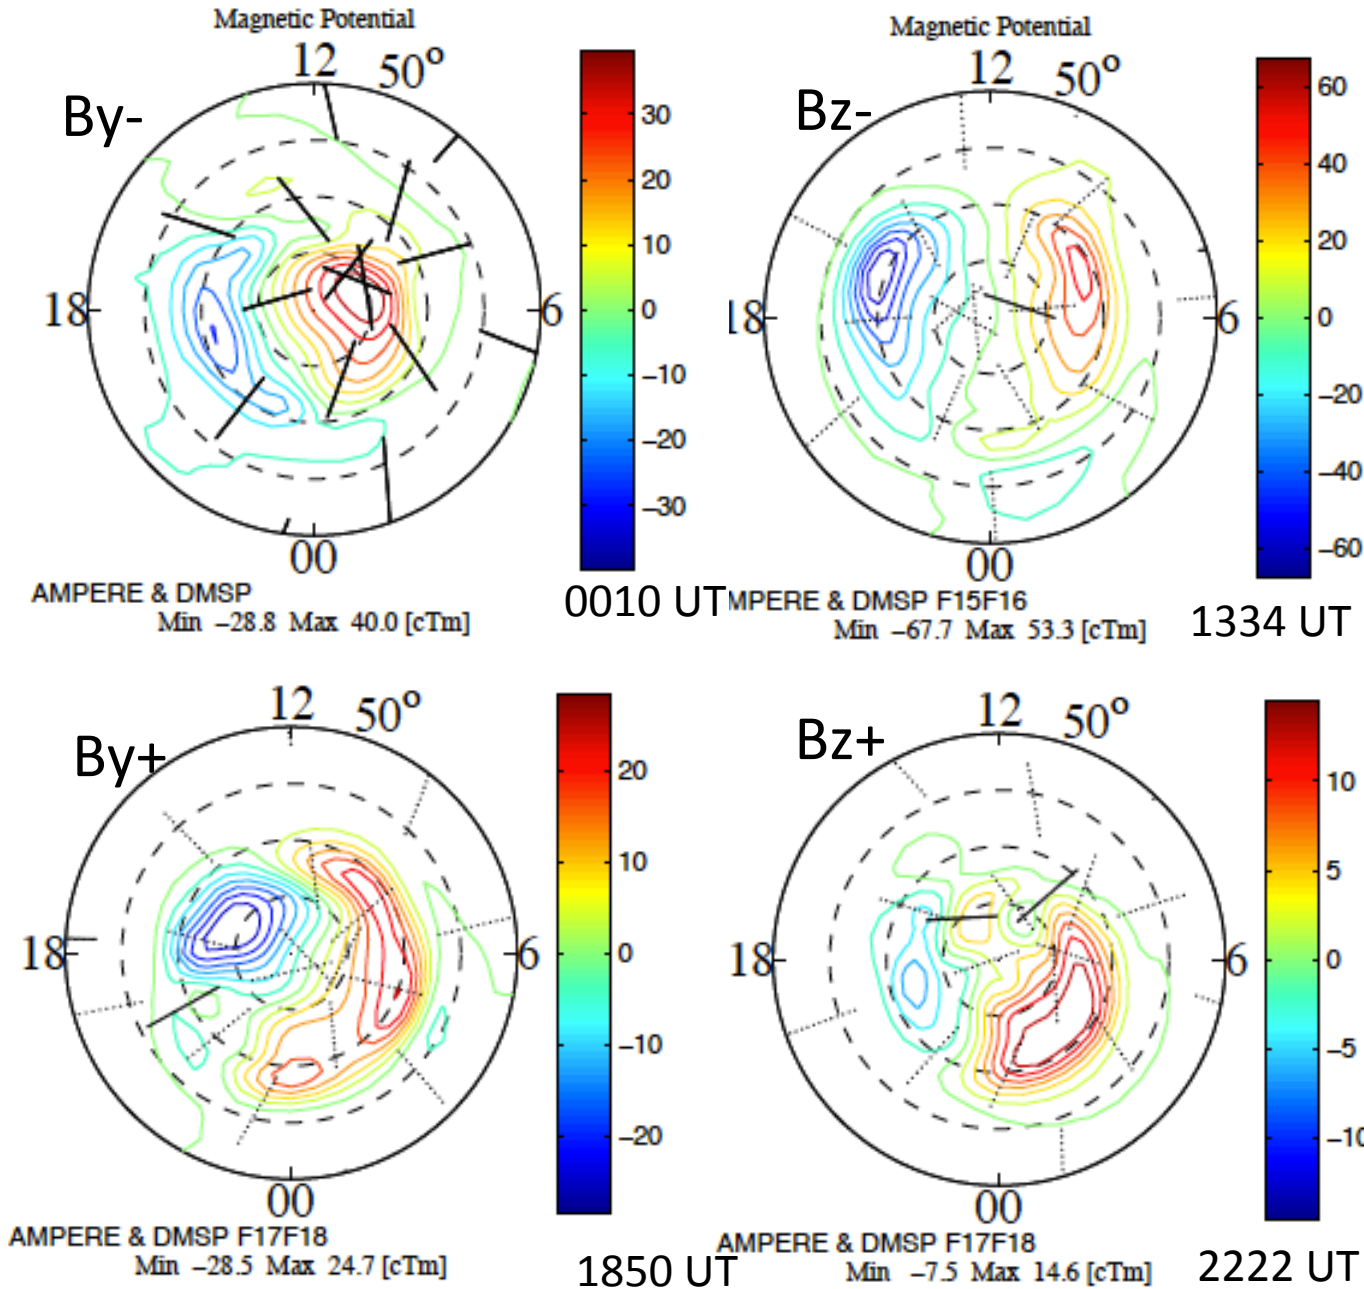 Magnetic Potential
12 50°
By-
18
6
00
30
20
10
0
−10
−20
−30
AMPERE & DMSP
Min −28.8 Max 40.0 [cTm]
0010 UT
Magnetic Potential
12 50°
Bz-
18
6
00
60
40
20
0
−20
−40
−60
MPERE & DMSP F15F16
Min −67.7 Max 53.3 [cTm]
1334 UT
12 50°
By+
18
6
00
20
10
0
−10
−20
AMPERE & DMSP F17F18
Min −28.5 Max 24.7 [cTm]
1850 UT
12 50°
Bz+
18
6
00
10
5
0
−5
−10
AMPERE & DMSP F17F18
Min −7.5 Max 14.6 [cTm]
2222 UT